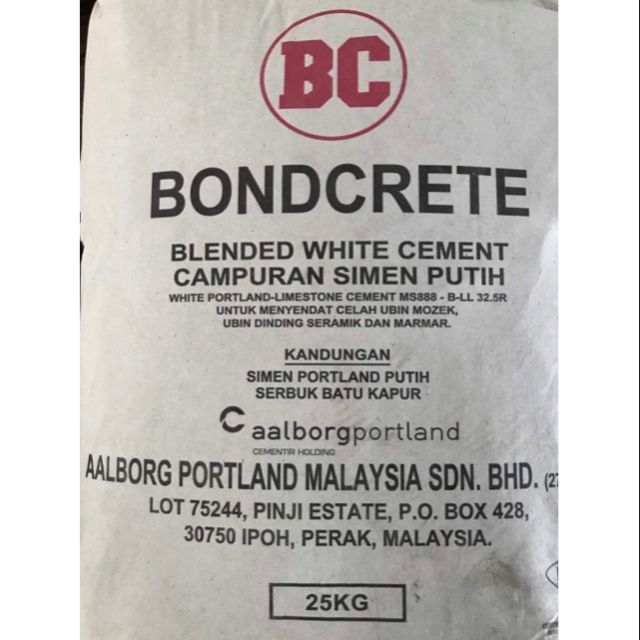 BC
BONDCRETE
BLENDED WHITE CEMENT
CAMPURAN SIMEN PUTIH
WHITE PORTLAND-LIMESTONE CEMENT MS888 - B-LL 32.5R
UNTUK MENYENDAT CELAH UBIN MOZEK,
UBIN DINDING SERAMIK DAN MARMAR.
KANDUNGAN
SIMEN PORTLAND PUTIH
SERBUK BATU KAPUR
aalborgportland
CEMENTIR HOLDING
AALBORG PORTLAND MALAYSIA SDN. BHD.
LOT 75244, PINJI ESTATE, P.O. BOX 428,
30750 IPOH, PERAK, MALAYSIA.
25KG